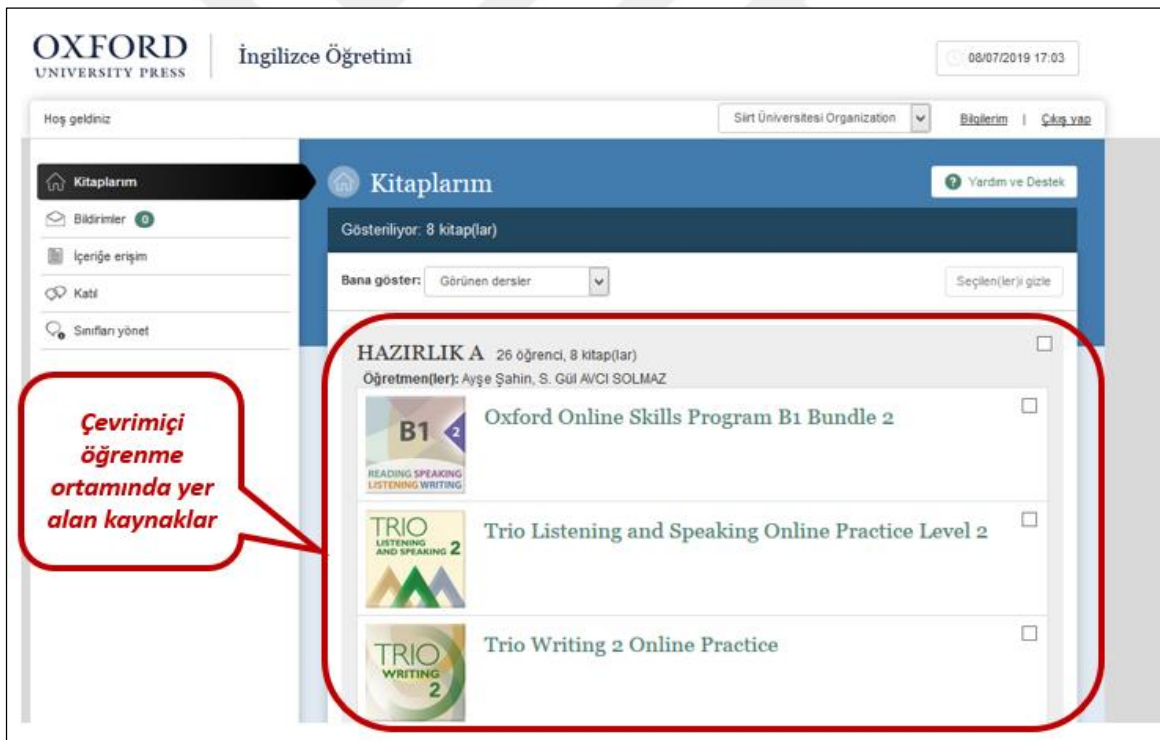 OXFORD
UNIVERSITY PRESS
İngilizce Öğretimi
08/07/2019 17:03
Hoş geldiniz
Siirt Üniversitesi Organization
Bilgilerim | Çıkış yap
Kitaplarım
Bildirimler 0
İçeriğe erişim
Katıl
Sınıfları yönet
Kitaplarım
Yardım ve Destek
Gösteriliyor: 8 kitap(lar)
Bana göster: Görünen dersler
Seçilen(ler)i gizle
HAZIRLIK A 26 öğrenci, 8 kitap(lar)
Öğretmen(ler): Ayşe Şahin, S. Gül AVCI SOLMAZ
B1 2
READING SPEAKING
LISTENING WRITING
Oxford Online Skills Program B1 Bundle 2
TRIO
LISTENING
AND SPEAKING 2
Trio Listening and Speaking Online Practice Level 2
TRIO
WRITING
2
Trio Writing 2 Online Practice
Çevrimiçi
öğrenme
ortamında yer
alan kaynaklar